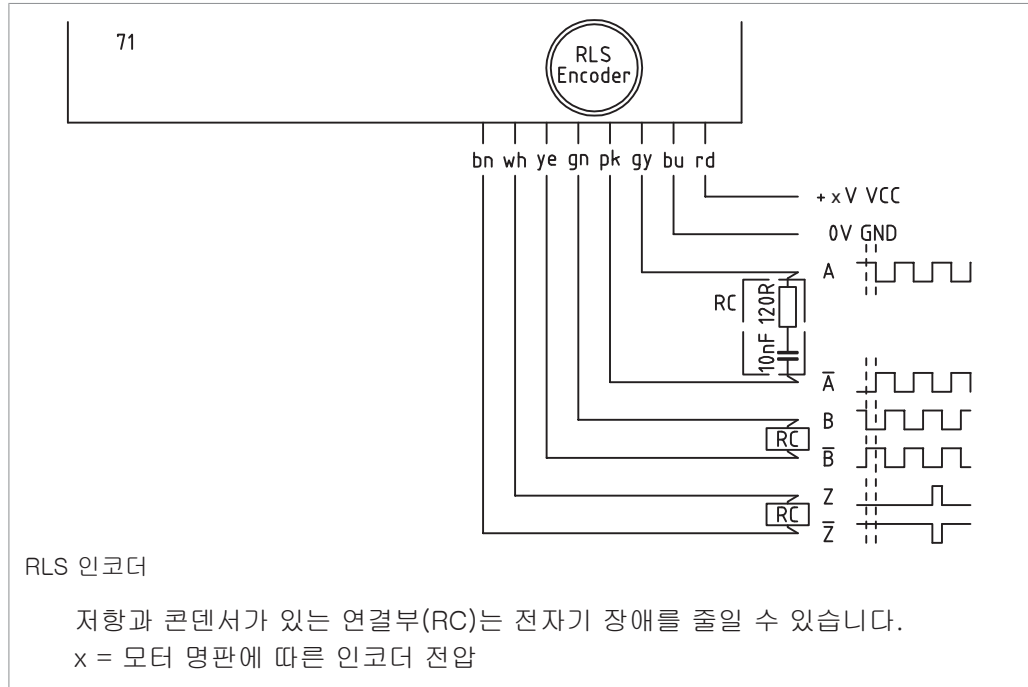 71
RLS
Encoder
bn wh ye gn pk gy bu rd
+xV VCC
0V GND
A
RC
120R
10nF
A̅
B
RC
B̅
Z
RC
Z̅
RLS 인코더
저항과 콘덴서가 있는 연결부(RC)는 전자기 장애를 줄일 수 있습니다.
x = 모터 명판에 따른 인코더 전압